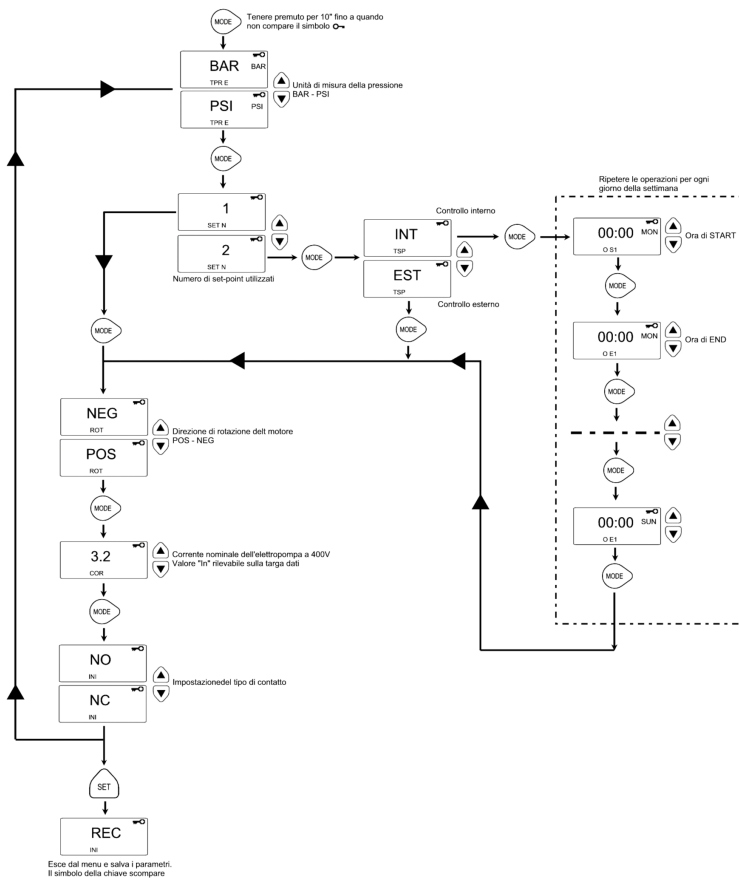 MODE
Tenere premuto per 10" fino a quando
non compare il simbolo
BAR
BAR
TPR E
PSI
PSI
TPR E
Unità di misura della pressione
BAR - PSI
MODE
1
SET N
2
SET N
Numero di set-point utilizzati
MODE
Controllo interno
INT
TSP
EST
TSP
Controllo esterno
MODE
MODE
Ripetere le operazioni per ogni
giorno della settimana
00:00
MON
O S1
Ora di START
MODE
00:00
MON
O E1
Ora di END
MODE
MODE
00:00
SUN
O E1
MODE
MODE
NEG
ROT
POS
ROT
Direzione di rotazione delt motore
POS - NEG
MODE
3.2
COR
Corrente nominale dell'elettropompa a 400V
Valore "In" rilevabile sulla targa dati
MODE
NO
INI
NC
INI
Impostazionedel tipo di contatto
SET
REC
INI
Esce dal menu e salva i parametri.
Il simbolo della chiave scompare